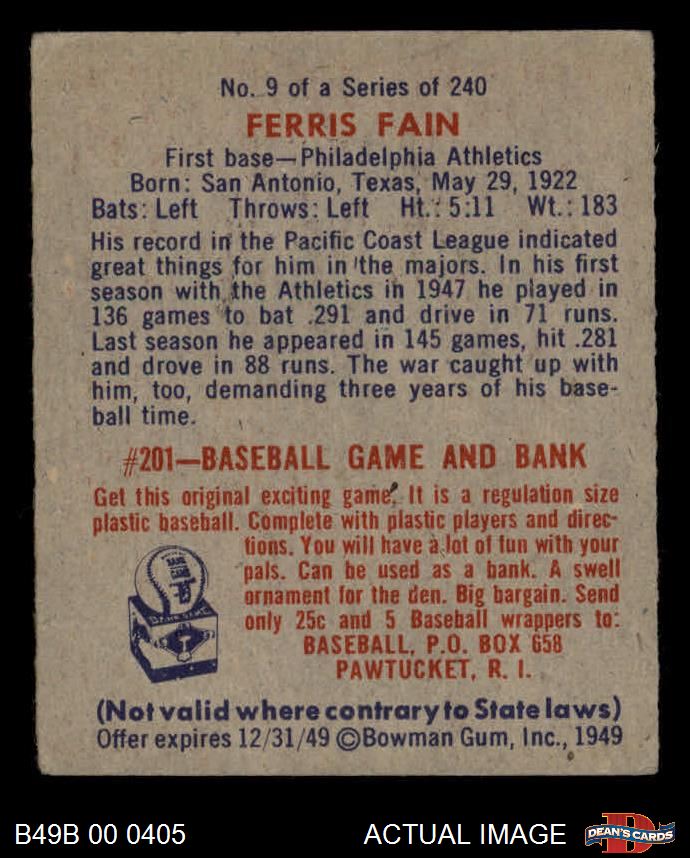 No. 9 of a Series of 240
FERRIS FAIN
First base—Philadelphia Athletics
Born: San Antonio, Texas, May 29, 1922
Bats: Left Throws: Left Ht.: 5:11 Wt.: 183
His record in the Pacific Coast League indicated
great things for him in the majors. In his first
season with the Athletics in 1947 he played in
136 games to bat .291 and drive in 71 runs.
Last season he appeared in 145 games, hit .281
and drove in 88 runs. The war caught up with
him, too, demanding three years of his base-
ball time.
#201—BASEBALL GAME AND BANK
Get this original exciting game. It is a regulation size
plastic baseball. Complete with plastic players and direc-
tions. You will have a lot of fun with your
pals. Can be used as a bank. A swell
ornament for the den. Big bargain. Send
only 25c and 5 Baseball wrappers to:
BASEBALL, P.O. BOX 658
PAWTUCKET, R. I.
(Not valid where contrary to State laws)
Offer expires 12/31/49 ©Bowman Gum, Inc., 1949
B49B 00 0405
ACTUAL IMAGE
DEAN'S CARDS